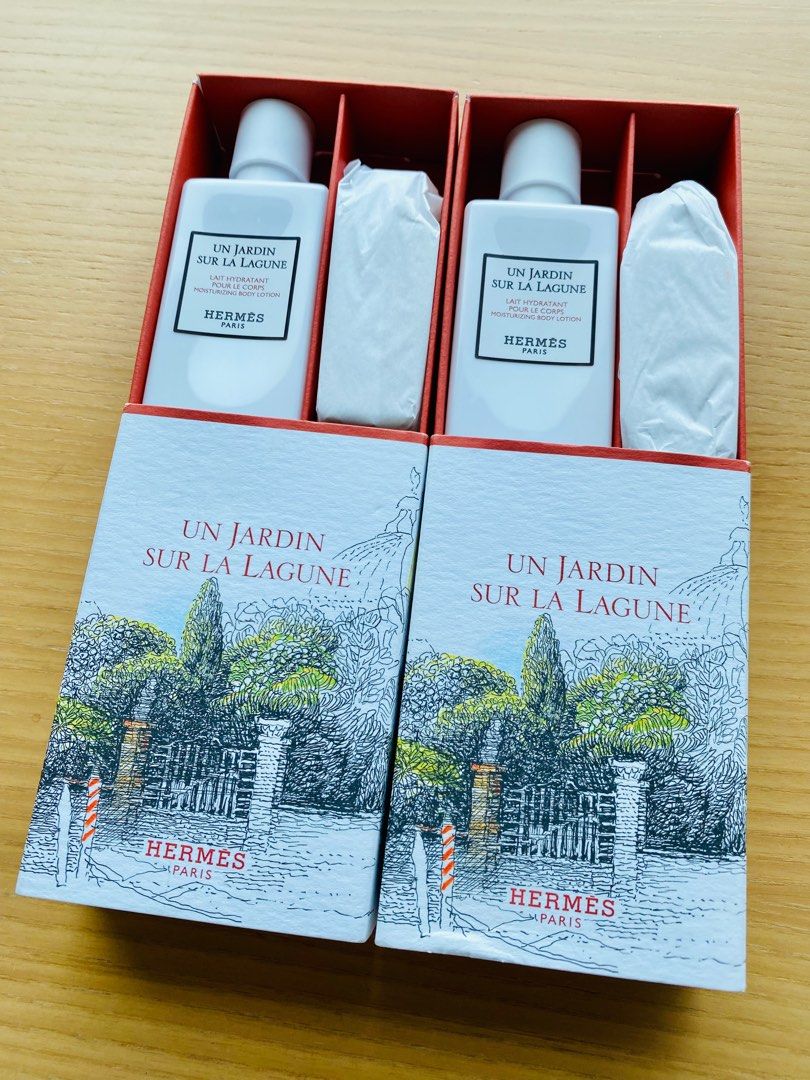 UN JARDIN
SUR LA LAGUNE
LAIT HYDRATANT
POUR LE CORPS
MOISTURIZING BODY LOTION
HERMÈS
PARIS
UN JARDIN
SUR LA LAGUNE
LAIT HYDRATANT
POUR LE CORPS
MOISTURIZING BODY LOTION
HERMÈS
PARIS
UN JARDIN
SUR LA LAGUNE
HERMÈS
PARIS
UN JARDIN
SUR LA LAGUNE
HERMÈS
PARIS